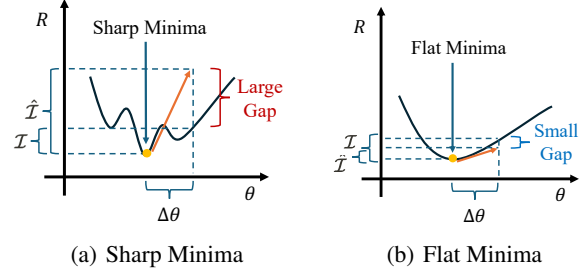 R
Sharp Minima
Large
Gap
Î
I
Δθ
θ
(a) Sharp Minima
R
Flat Minima
Small
Gap
I
Î
Δθ
θ
(b) Flat Minima